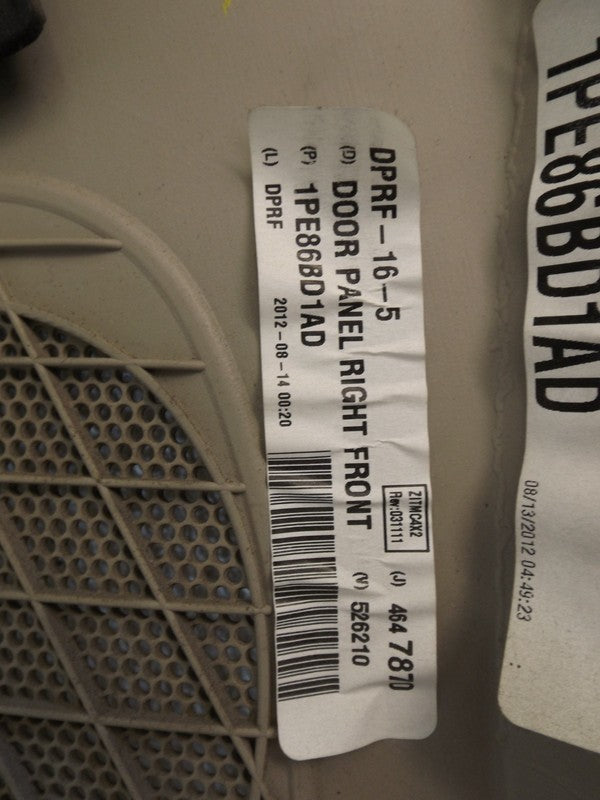 DPRF-16-5
(D) DOOR PANEL RIGHT FRONT
(P) 1PE86BD1AD
(L) DPRF 2012-08-14 00:20
Z1TMC4X2
Rev:031111
(J) 464 7870
(V) 526210
1PE86BD1AD
08/13/2012 04:49:23